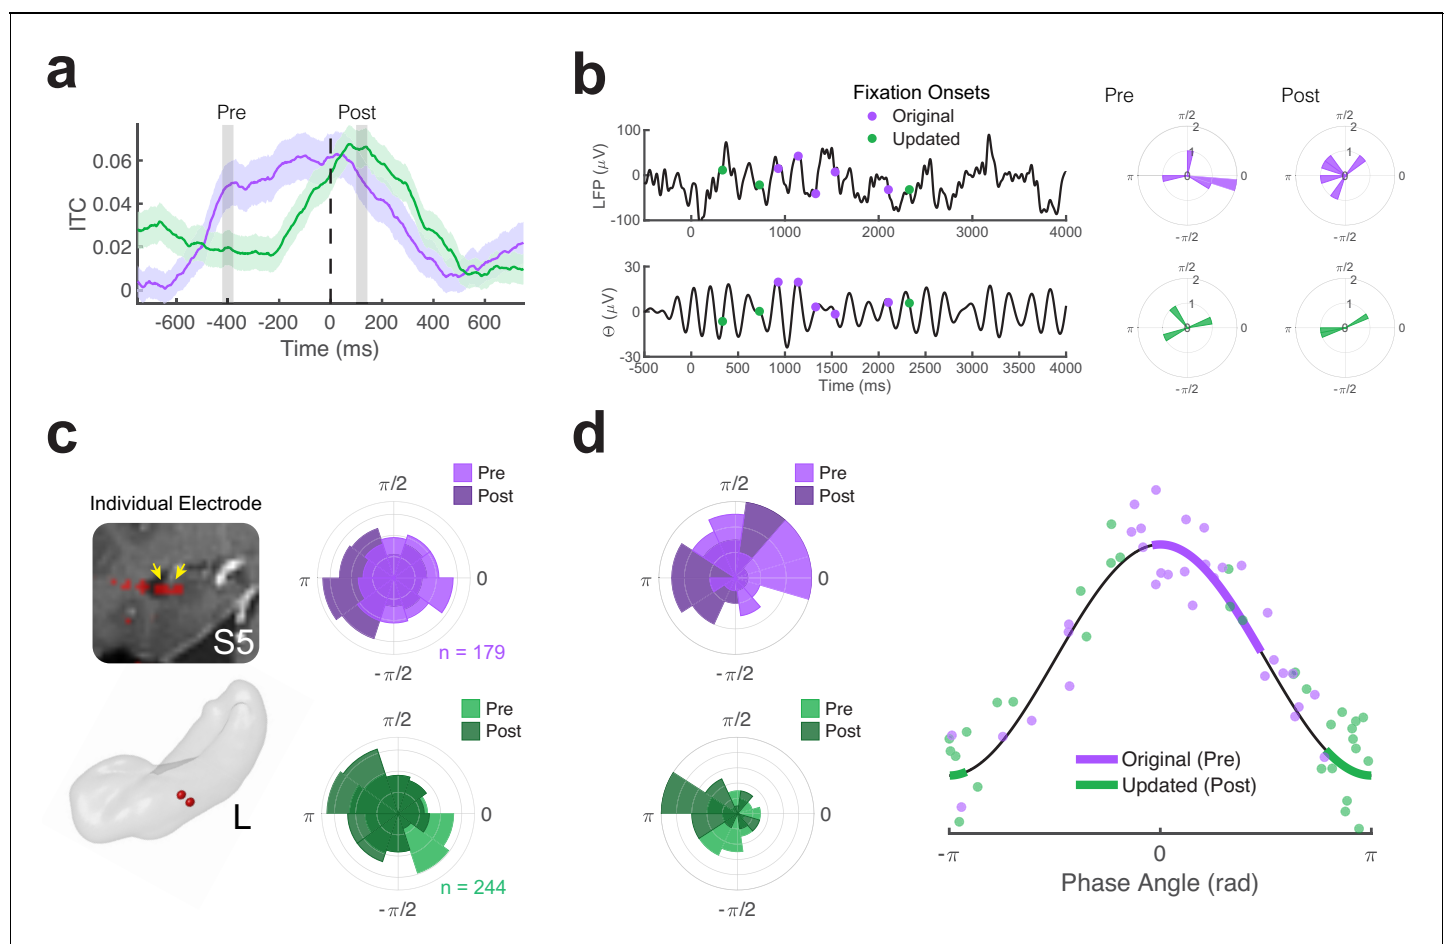 a
Pre
Post
0.06
0.04
0.02
0
ITC
-600
-400
-200
0
200
400
600
Time (ms)
b
Fixation Onsets
Original
Updated
100
0
-100
LFP (μV)
0
1000
2000
3000
4000
30
0
-30
Θ (μV)
-500
0
500
1000
1500
2000
2500
3000
3500
4000
Time (ms)
Pre
π/2
2
1
0
π
0
-π/2
Post
π/2
2
1
0
π
0
-π/2
π/2
2
1
0
π
0
-π/2
π/2
2
1
0
π
0
-π/2
c
Individual Electrode
S5
L
Pre
Post
π/2
π
0
-π/2
n = 179
Pre
Post
π/2
π
0
-π/2
n = 244
d
Pre
Post
π/2
π
0
-π/2
Pre
Post
π/2
π
0
-π/2
Original (Pre)
Updated (Post)
-π
0
π
Phase Angle (rad)